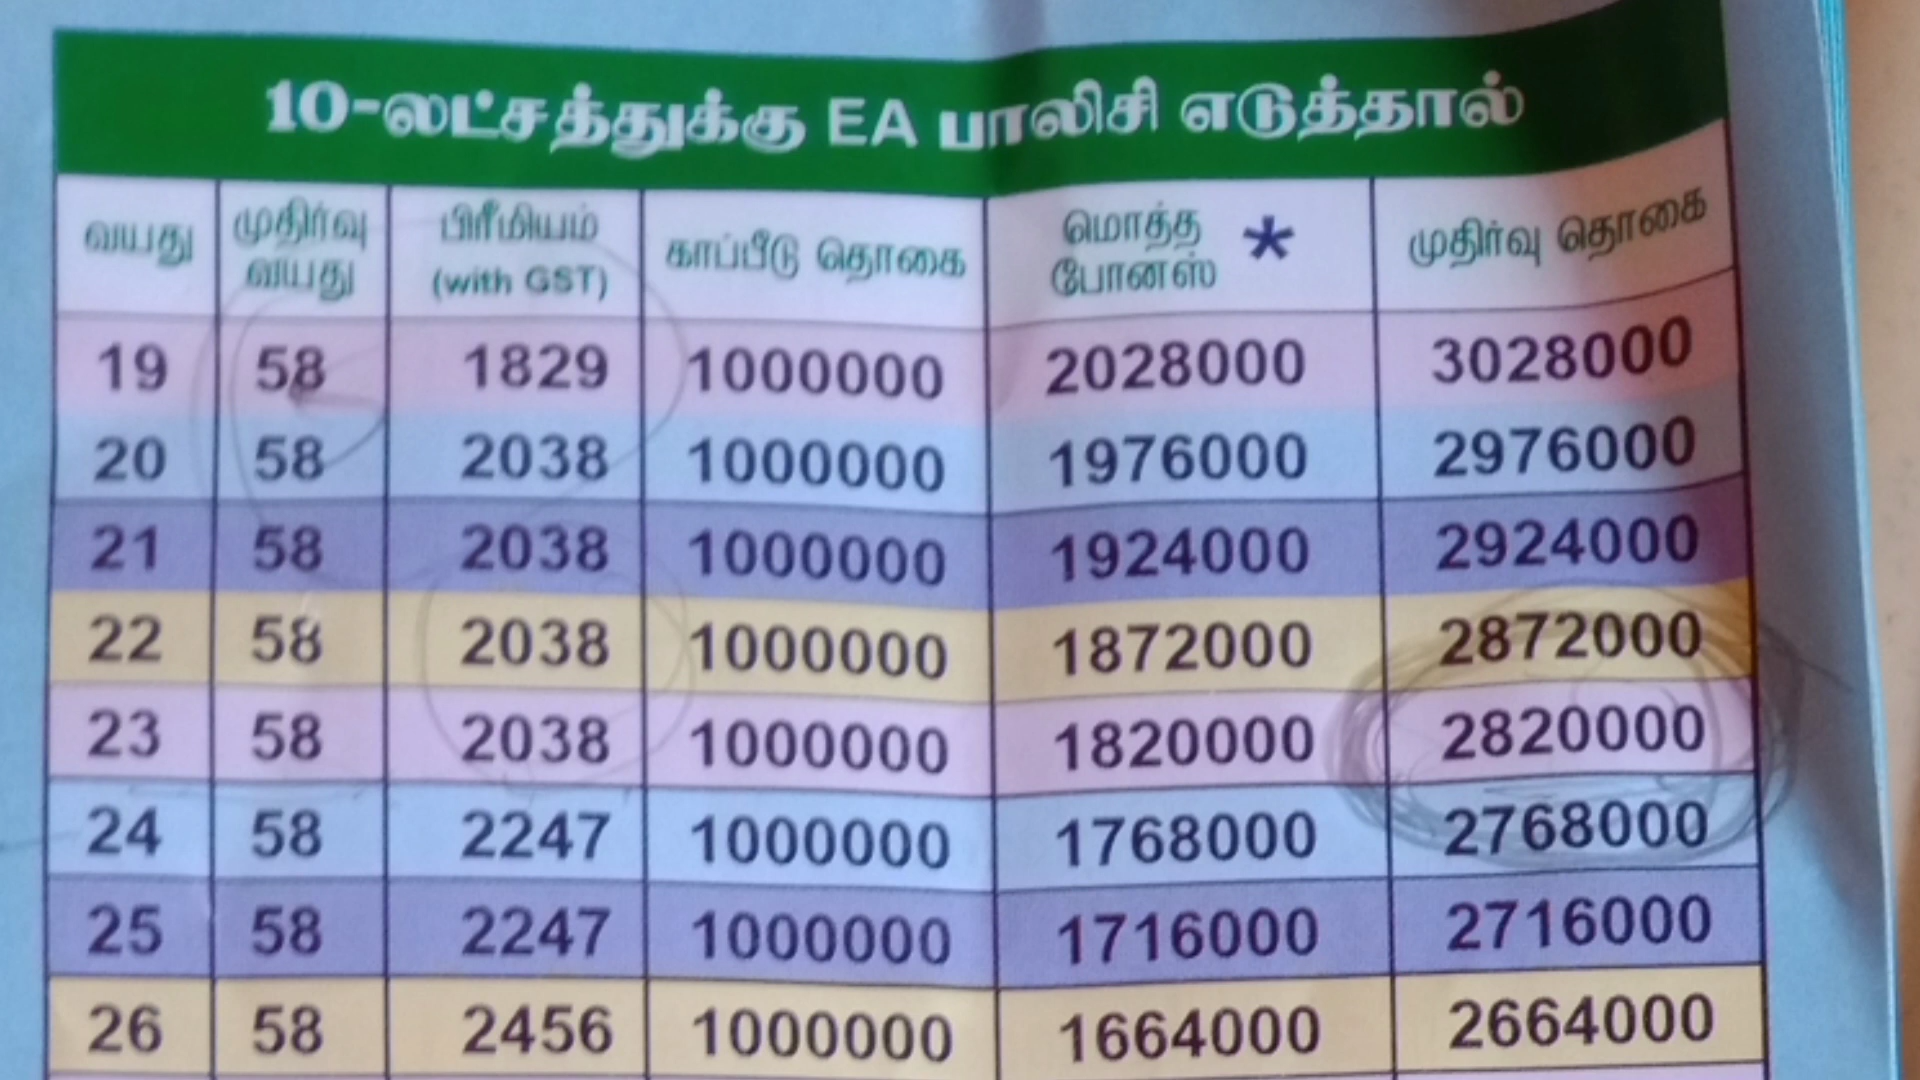 10-லட்சத்துக்கு EA பாலிசி எடுத்தால்
வயது முதிர்வு வயது பிரீமியம் (with GST) காப்பீடு தொகை மொத்த போனஸ் * முதிர்வு தொகை
19 58 1829 1000000 2028000 3028000
20 58 2038 1000000 1976000 2976000
21 58 2038 1000000 1924000 2924000
22 58 2038 1000000 1872000 2872000
23 58 2038 1000000 1820000 2820000
24 58 2247 1000000 1768000 2768000
25 58 2247 1000000 1716000 2716000
26 58 2456 1000000 1664000 2664000